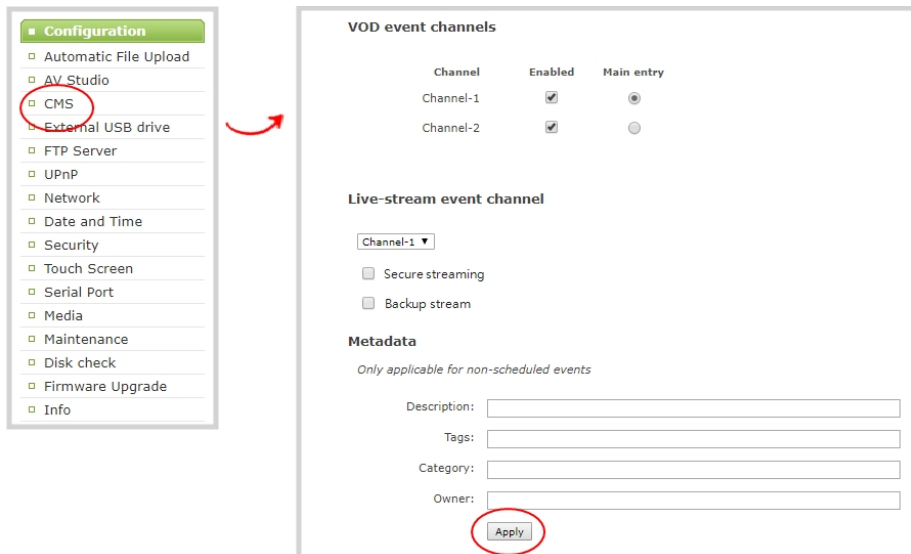 Configuration
Automatic File Upload
AV Studio
CMS
External USB drive
FTP Server
UPnP
Network
Date and Time
Security
Touch Screen
Serial Port
Media
Maintenance
Disk check
Firmware Upgrade
Info
VOD event channels
Channel Enabled Main entry
Channel-1
Channel-2
Live-stream event channel
Channel-1
Secure streaming
Backup stream
Metadata
Only applicable for non-scheduled events
Description:
Tags:
Category:
Owner:
Apply